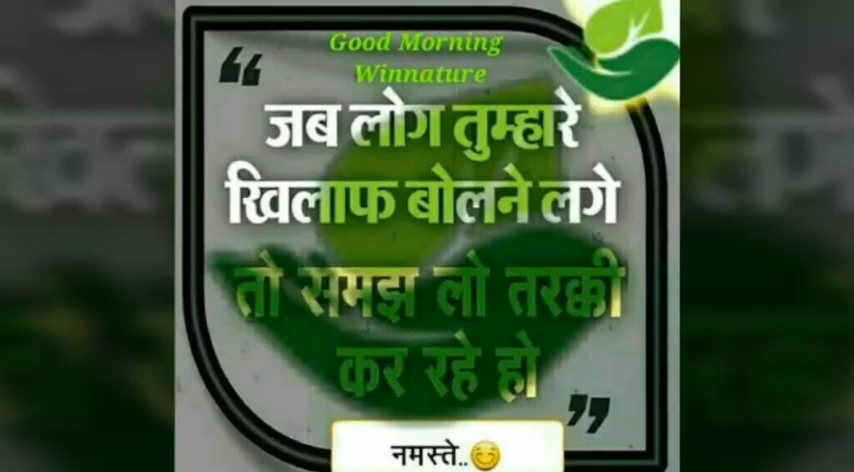 Good Morning
Winnature
“
जब लोग तुम्हारे
खिलाफ बोलने लगे
तो समझ लो तरक्की
कर रहे हो
”
नमस्ते..😊